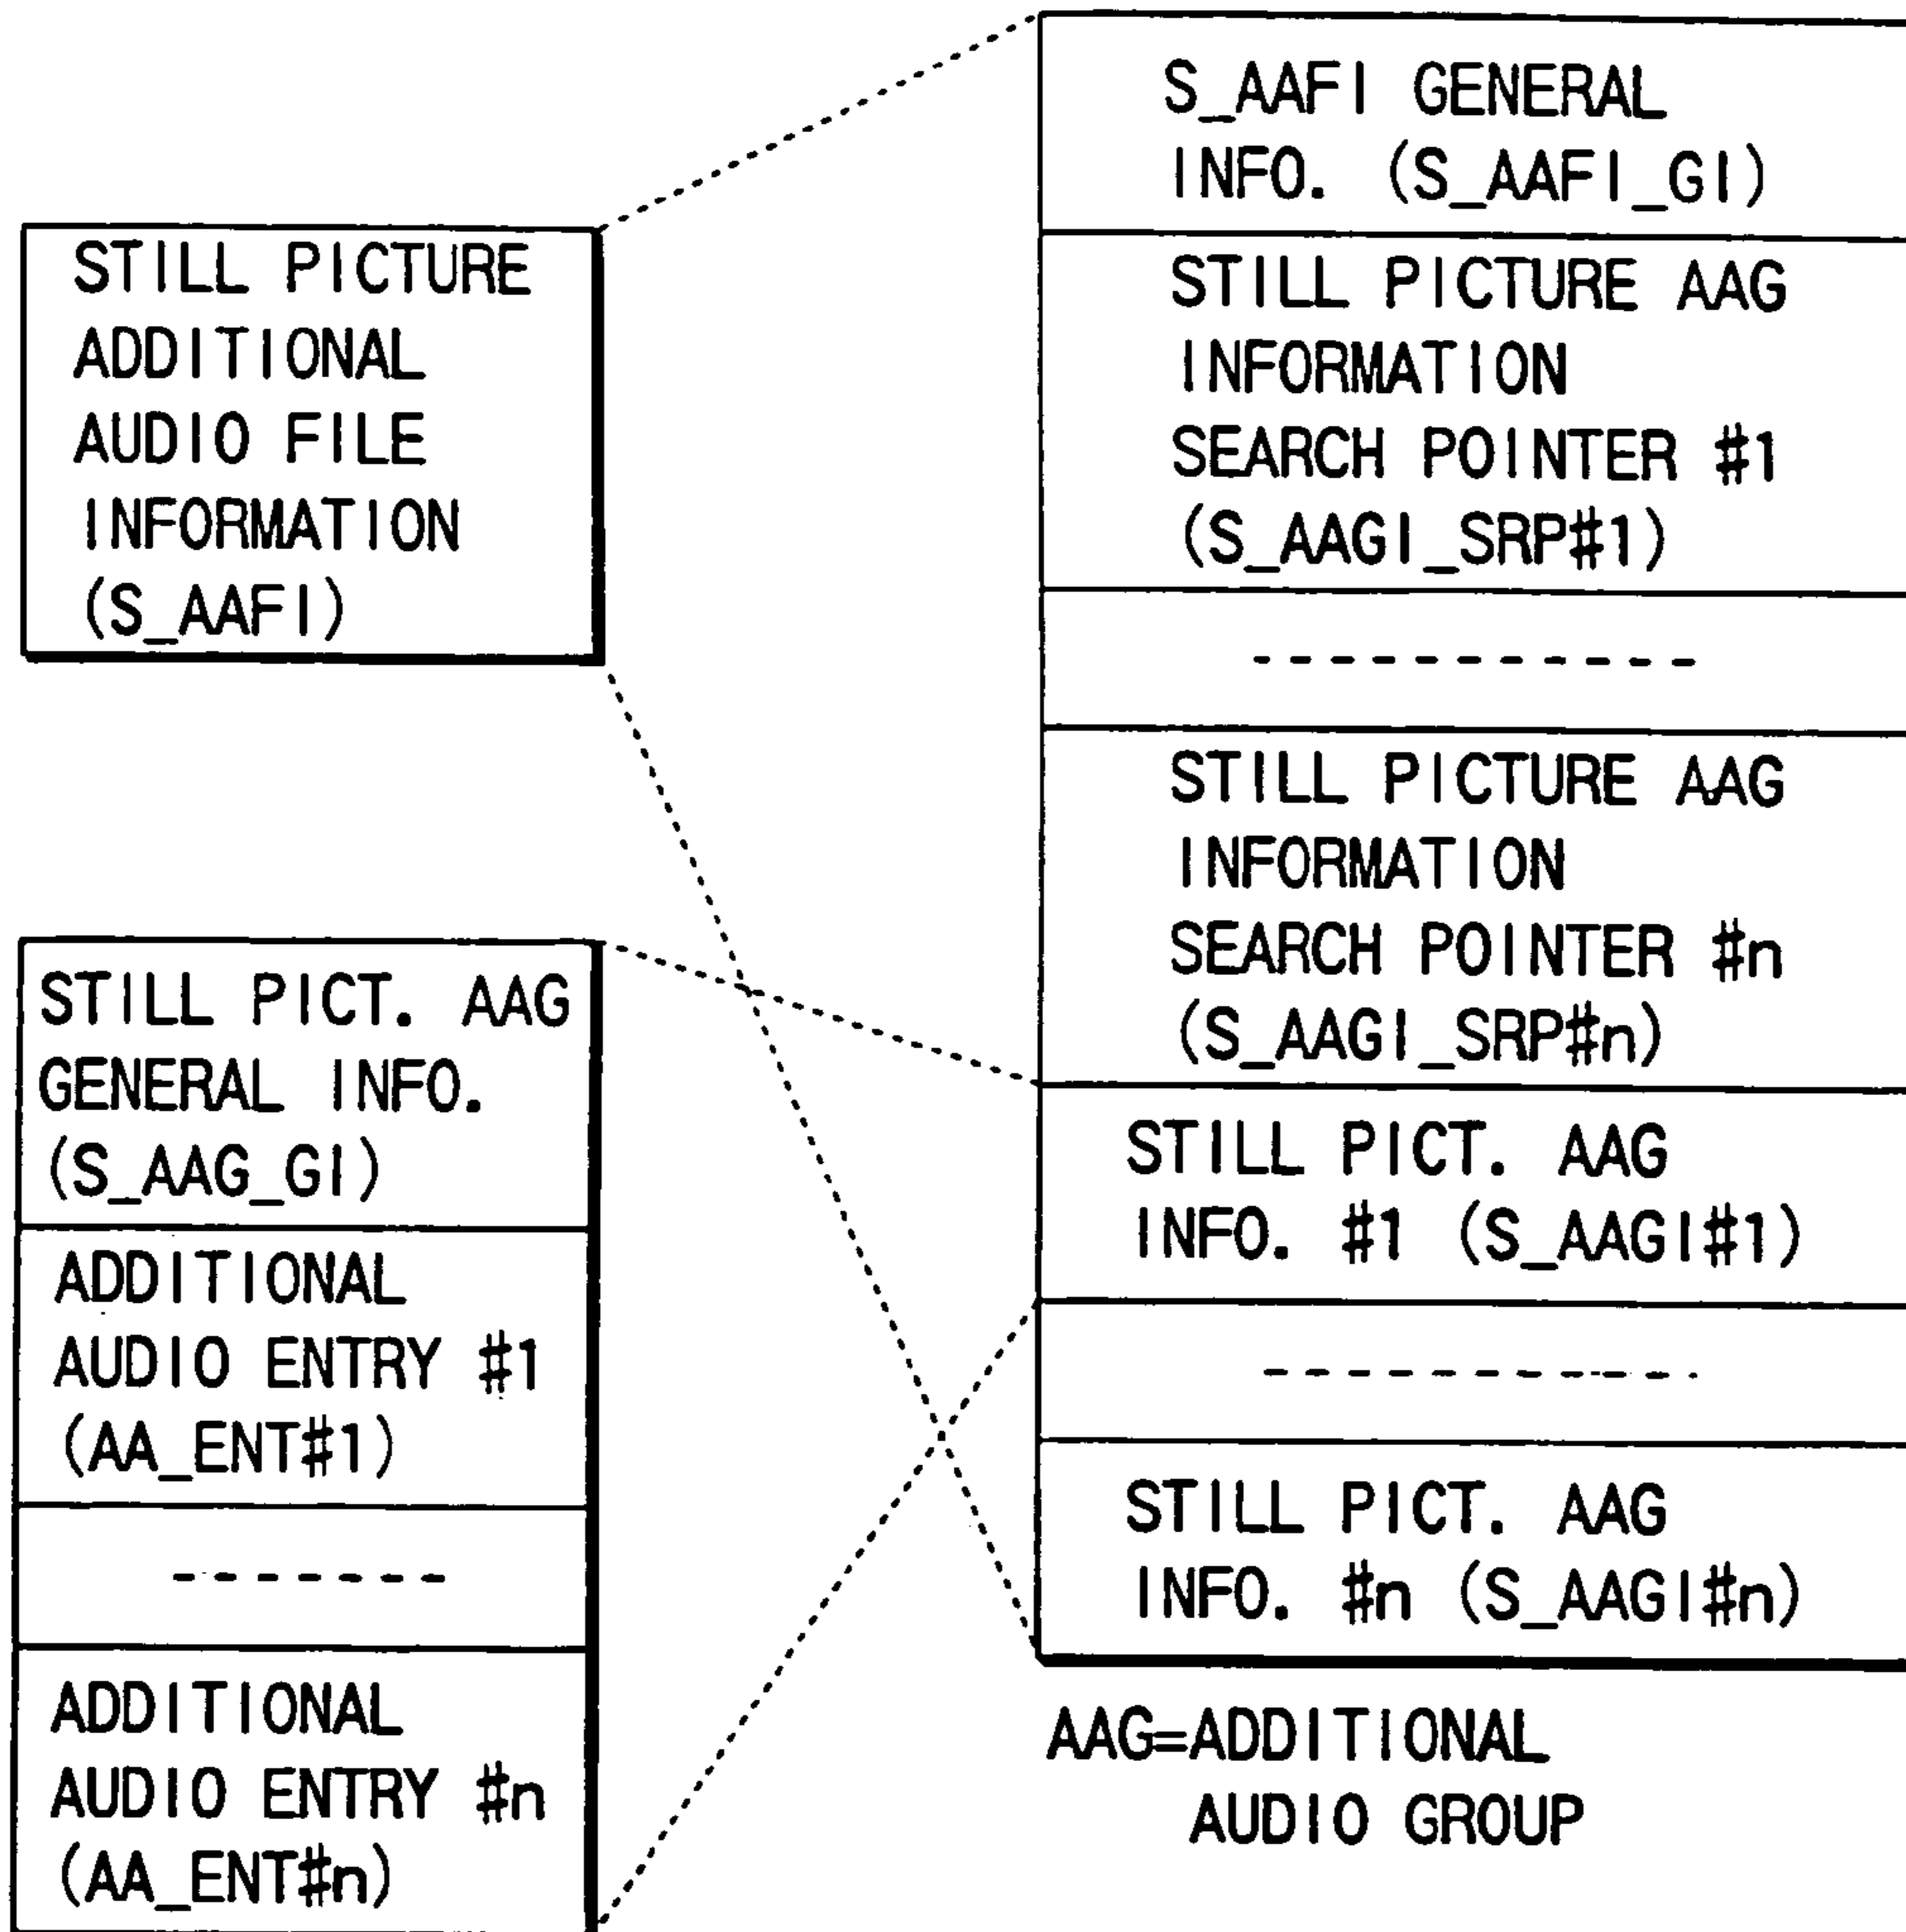 STILL PICTURE
ADDITIONAL
AUDIO FILE
INFORMATION
(S_AAFI)
STILL PICT. AAG
GENERAL INFO.
(S_AAG_GI)
ADDITIONAL
AUDIO ENTRY #1
(AA_ENT#1)
ADDITIONAL
AUDIO ENTRY #n
(AA_ENT#n)
S_AAFI GENERAL
INFO. (S_AAFI_GI)
STILL PICTURE AAG
INFORMATION
SEARCH POINTER #1
(S_AAGI_SRP#1)
STILL PICTURE AAG
INFORMATION
SEARCH POINTER #n
(S_AAGI_SRP#n)
STILL PICT. AAG
INFO. #1 (S_AAGI#1)
STILL PICT. AAG
INFO. #n (S_AAGI#n)
AAG=ADDITIONAL
AUDIO GROUP